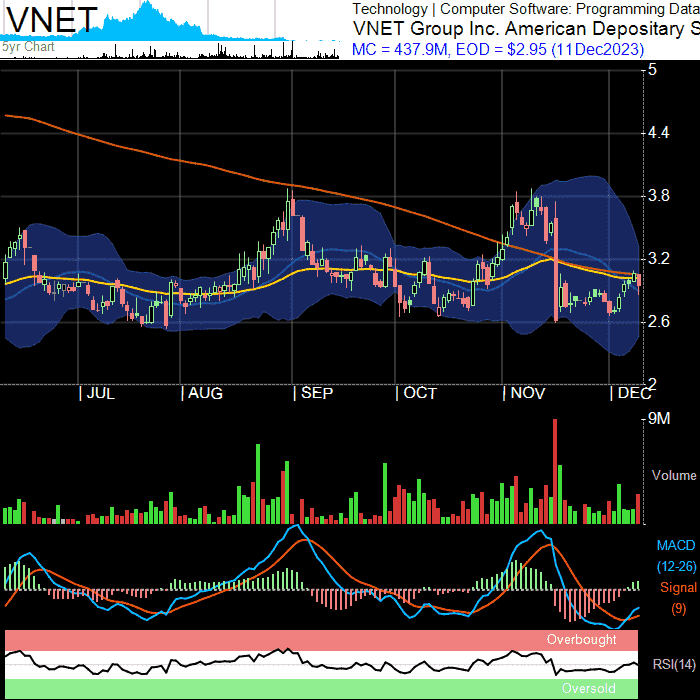 VNET
5yr Chart
Technology | Computer Software: Programming Data
VNET Group Inc. American Depositary S
MC = 437.9M, EOD = $2.95 (11Dec2023)
5
4.4
3.8
3.2
2.6
2
| JUL | AUG | SEP | OCT | NOV | DEC
9M
Volume
MACD
(12-26)
Signal
(9)
Overbought
RSI(14)
Oversold